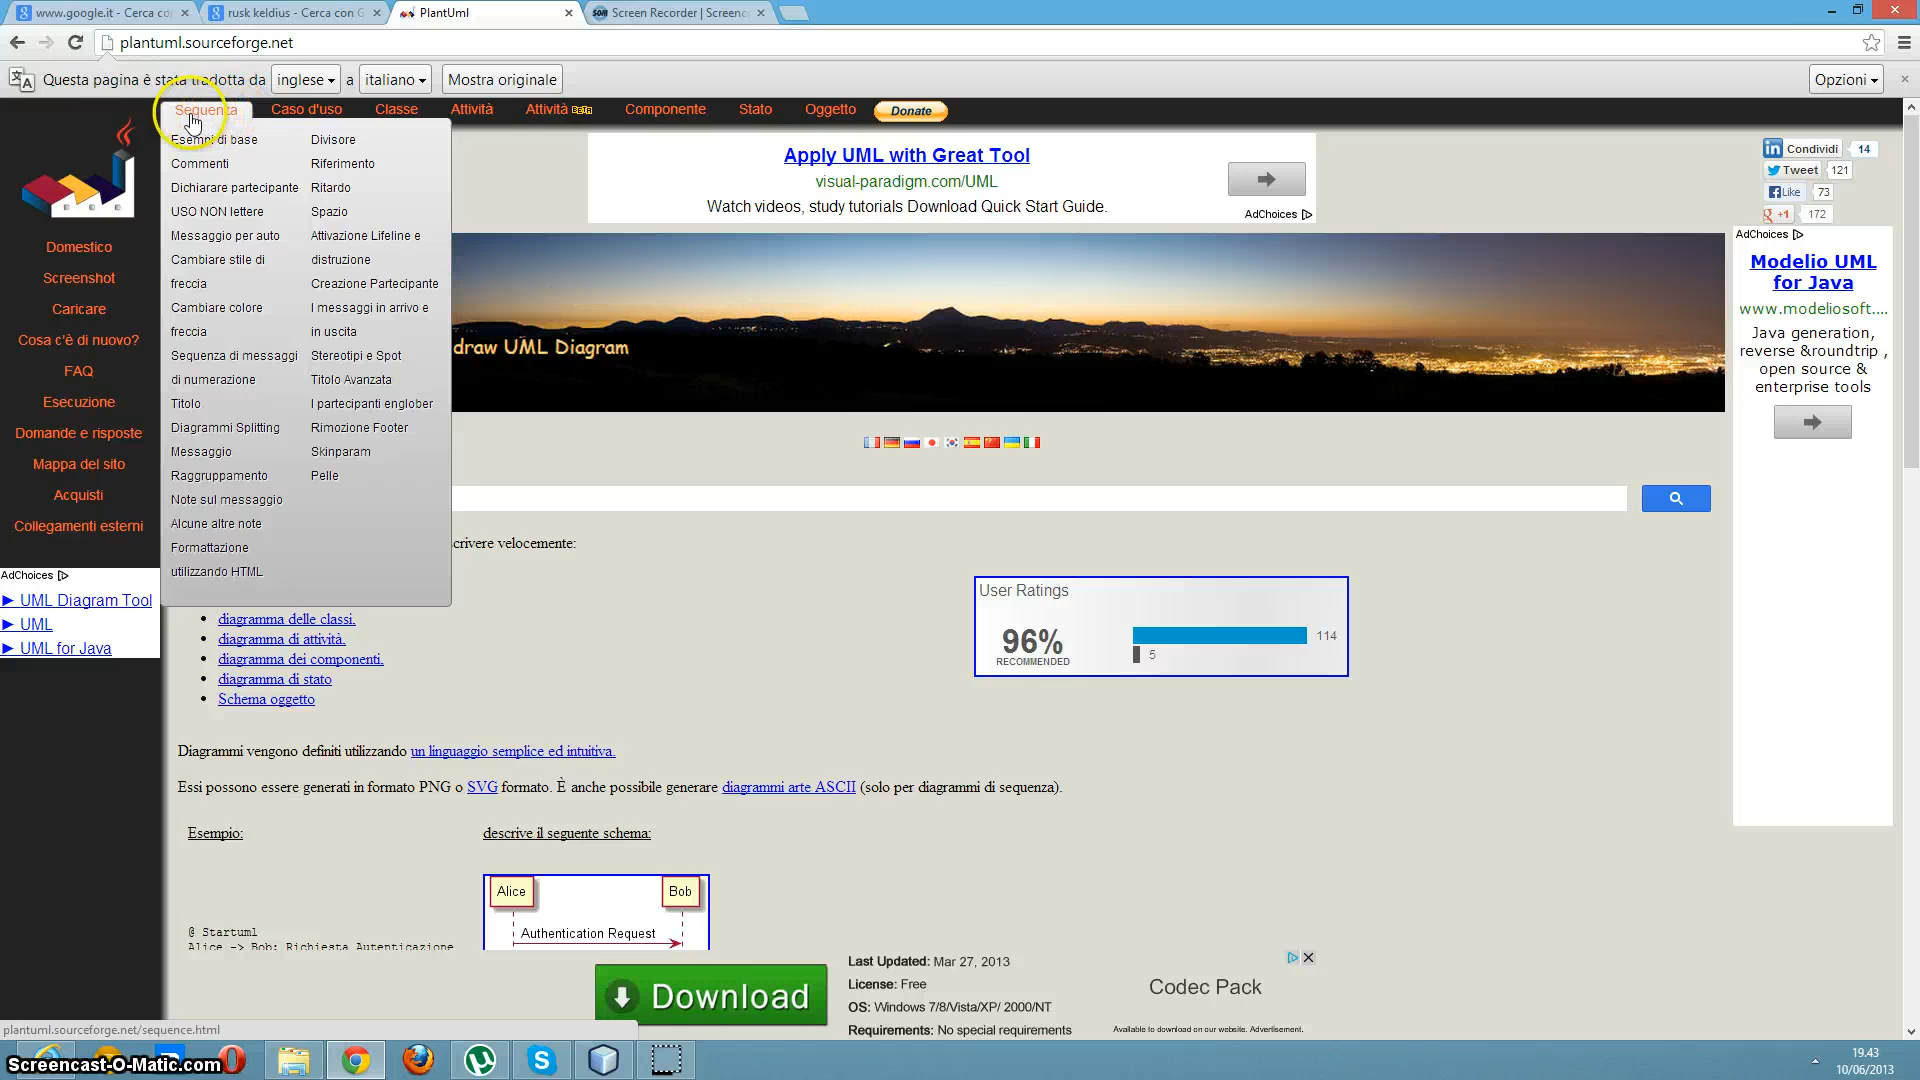 www.google.it - Cerca co
rusk keldius - Cerca con G
PlantUml
Screen Recorder | Screenc
plantuml.sourceforge.net
Questa pagina è stata tradotta da inglese a italiano Mostra originale Opzioni
Sequenza Caso d'uso Classe Attività Attività BETA Componente Stato Oggetto Donate
Esempi di base
Commenti
Dichiarare partecipante
USO NON lettere
Messaggio per auto
Cambiare stile di
freccia
Cambiare colore
freccia
Sequenza di messaggi
di numerazione
Titolo
Diagrammi Splitting
Messaggio
Raggruppamento
Note sul messaggio
Alcune altre note
Formattazione
utilizzando HTML
Divisore
Riferimento
Ritardo
Spazio
Attivazione Lifeline e
distruzione
Creazione Partecipante
I messaggi in arrivo e
in uscita
Stereotipi e Spot
Titolo Avanzata
I partecipanti englober
Rimozione Footer
Skinparam
Pelle
Domestico
Screenshot
Caricare
Cosa c'è di nuovo?
FAQ
Esecuzione
Domande e risposte
Mappa del sito
Acquisti
Collegamenti esterni
AdChoices
UML Diagram Tool
UML
UML for Java
Apply UML with Great Tool
visual-paradigm.com/UML
Watch videos, study tutorials Download Quick Start Guide.
AdChoices
Condividi 14
Tweet 121
Like 73
+1 172
AdChoices
Modelio UML
for Java
www.modeliosoft....
Java generation,
reverse &roundtrip ,
open source &
enterprise tools
draw UML Diagram
scrivere velocemente:
diagramma delle classi.
diagramma di attività.
diagramma dei componenti.
diagramma di stato
Schema oggetto
User Ratings
96%
RECOMMENDED
114
5
Diagrammi vengono definiti utilizzando un linguaggio semplice ed intuitiva.
Essi possono essere generati in formato PNG o SVG formato. È anche possibile generare diagrammi arte ASCII (solo per diagrammi di sequenza).
Esempio:
descrive il seguente schema:
@ Startuml
Alice -> Bob: Richiesta Autenticazione
Alice
Bob
Authentication Request
Download
Last Updated: Mar 27, 2013
License: Free
OS: Windows 7/8/Vista/XP/ 2000/NT
Requirements: No special requirements
Codec Pack
Available to download on our website. Advertisement.
plantuml.sourceforge.net/sequence.html
Screencast-O-Matic.com
19.43
10/06/2013